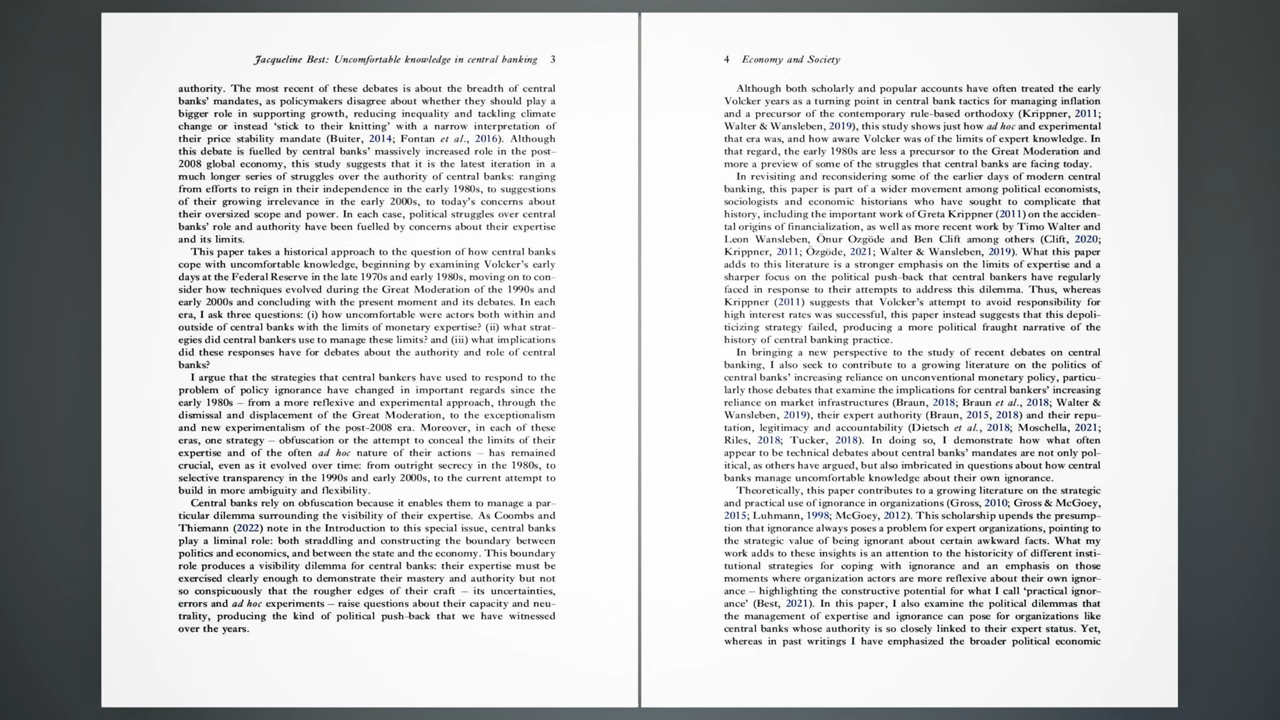 Jacqueline Best: Uncomfortable knowledge in central banking 3
authority. The most recent of these debates is about the breadth of central
banks' mandates, as policymakers disagree about whether they should play a
bigger role in supporting growth, reducing inequality and tackling climate
change or instead 'stick to their knitting' with a narrow interpretation of
their price stability mandate (Buiter, 2014; Fontan et al., 2016). Although
this debate is fuelled by central banks' massively increased role in the post-
2008 global economy, this study suggests that it is the latest iteration in a
much longer series of struggles over the authority of central banks: ranging
from efforts to reign in their independence in the early 1980s, to suggestions
of their growing irrelevance in the early 2000s, to today's concerns about
their oversized scope and power. In each case, political struggles over central
banks' role and authority have been fuelled by concerns about their expertise
and its limits.
This paper takes a historical approach to the question of how central banks
cope with uncomfortable knowledge, beginning by examining Volcker's early
days at the Federal Reserve in the late 1970s and early 1980s, moving on to con-
sider how techniques evolved during the Great Moderation of the 1990s and
early 2000s and concluding with the present moment and its debates. In each
era, I ask three questions: (i) how uncomfortable were actors both within and
outside of central banks with the limits of monetary expertise? (ii) what strat-
egies did central bankers use to manage these limits? and (iii) what implications
did these responses have for debates about the authority and role of central
banks?
I argue that the strategies that central bankers have used to respond to the
problem of policy ignorance have changed in important regards since the
early 1980s – from a more reflexive and experimental approach, through the
dismissal and displacement of the Great Moderation, to the exceptionalism
and new experimentalism of the post-2008 era. Moreover, in each of these
eras, one strategy – obfuscation or the attempt to conceal the limits of their
expertise and of the often ad hoc nature of their actions – has remained
crucial, even as it evolved over time: from outright secrecy in the 1980s, to
selective transparency in the 1990s and early 2000s, to the current attempt to
build in more ambiguity and flexibility.
Central banks rely on obfuscation because it enables them to manage a par-
ticular dilemma surrounding the visibility of their expertise. As Coombs and
Thiemann (2022) note in the Introduction to this special issue, central banks
play a liminal role: both straddling and constructing the boundary between
politics and economics, and between the state and the economy. This boundary
role produces a visibility dilemma for central banks: their expertise must be
exercised clearly enough to demonstrate their mastery and authority but not
so conspicuously that the rougher edges of their craft – its uncertainties,
errors and ad hoc experiments – raise questions about their capacity and neu-
trality, producing the kind of political push-back that we have witnessed
over the years.
4 Economy and Society
Although both scholarly and popular accounts have often treated the early
Volcker years as a turning point in central bank tactics for managing inflation
and a precursor of the contemporary rule-based orthodoxy (Krippner, 2011;
Walter & Wansleben, 2019), this study shows just how ad hoc and experimental
that era was, and how aware Volcker was of the limits of expert knowledge. In
that regard, the early 1980s are less a precursor to the Great Moderation and
more a preview of some of the struggles that central banks are facing today.
In revisiting and reconsidering some of the earlier days of modern central
banking, this paper is part of a wider movement among political economists,
sociologists and economic historians who have sought to complicate that
history, including the important work of Greta Krippner (2011) on the acciden-
tal origins of financialization, as well as more recent work by Timo Walter and
Leon Wansleben, Önur Ozgöde and Ben Clift among others (Clift, 2020;
Krippner, 2011; Özgöde, 2021; Walter & Wansleben, 2019). What this paper
adds to this literature is a stronger emphasis on the limits of expertise and a
sharper focus on the political push-back that central bankers have regularly
faced in response to their attempts to address this dilemma. Thus, whereas
Krippner (2011) suggests that Volcker's attempt to avoid responsibility for
high interest rates was successful, this paper instead suggests that this depoli-
ticizing strategy failed, producing a more political fraught narrative of the
history of central banking practice.
In bringing a new perspective to the study of recent debates on central
banking, I also seek to contribute to a growing literature on the politics of
central banks' increasing reliance on unconventional monetary policy, particu-
larly those debates that examine the implications for central bankers' increasing
reliance on market infrastructures (Braun, 2018; Braun et al., 2018; Walter &
Wansleben, 2019), their expert authority (Braun, 2015, 2018) and their repu-
tation, legitimacy and accountability (Dietsch et al., 2018; Moschella, 2021;
Riles, 2018; Tucker, 2018). In doing so, I demonstrate how what often
appear to be technical debates about central banks' mandates are not only pol-
itical, as others have argued, but also imbricated in questions about how central
banks manage uncomfortable knowledge about their own ignorance.
Theoretically, this paper contributes to a growing literature on the strategic
and practical use of ignorance in organizations (Gross, 2010; Gross & McGoey,
2015; Luhmann, 1998; McGoey, 2012). This scholarship upends the presump-
tion that ignorance always poses a problem for expert organizations, pointing to
the strategic value of being ignorant about certain awkward facts. What my
work adds to these insights is an attention to the historicity of different insti-
tutional strategies for coping with ignorance and an emphasis on those
moments where organization actors are more reflexive about their own ignor-
ance – highlighting the constructive potential for what I call 'practical ignor-
ance' (Best, 2021). In this paper, I also examine the political dilemmas that
the management of expertise and ignorance can pose for organizations like
central banks whose authority is so closely linked to their expert status. Yet,
whereas in past writings I have emphasized the broader political economic